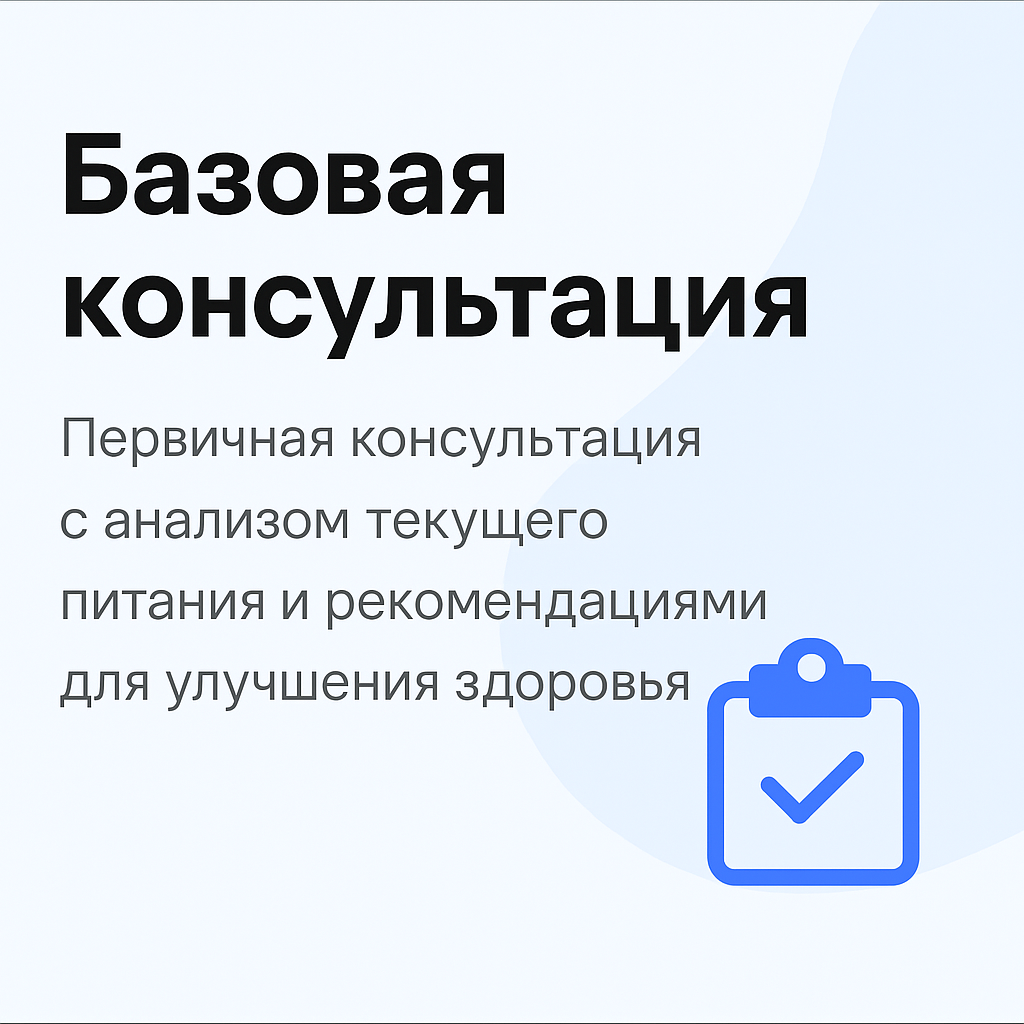 Базовая
консультация
Первичная консультация
с анализом текущего
питания и рекомендациями
для улучшения здоровья